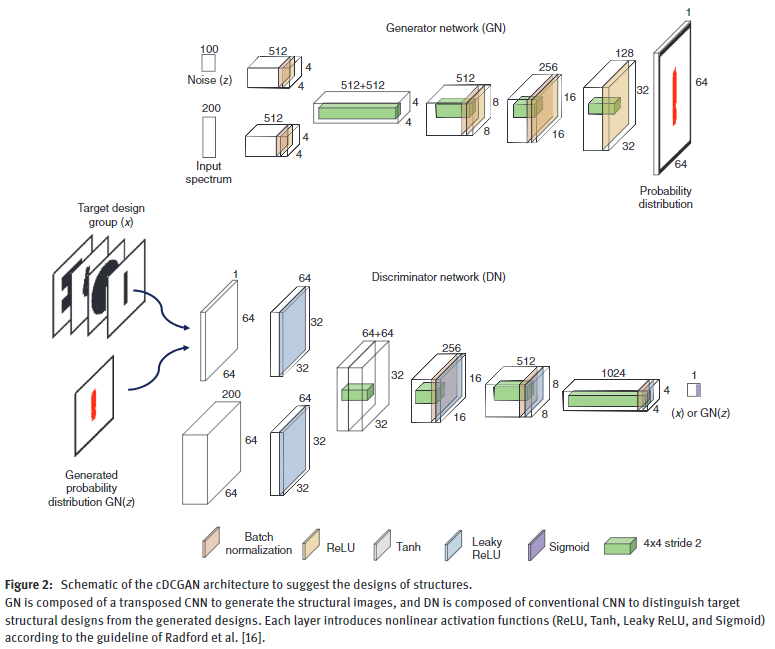 Generator network (GN)
100
Noise (z)
512
4
4
200
Input
spectrum
512
4
4
512+512
4
4
512
8
8
256
16
16
128
32
32
1
64
64
Probability
distribution
Target design
group (x)
Generated
probability
distribution GN(z)
Discriminator network (DN)
1
64
64
64
32
32
200
64
64
64
32
32
64+64
32
32
256
16
16
512
8
8
1024
4
4
1
(x) or GN(z)
Batch
normalization
ReLU
Tanh
Leaky
ReLU
Sigmoid
4x4 stride 2
Figure 2: Schematic of the cDCGAN architecture to suggest the designs of structures.
GN is composed of a transposed CNN to generate the structural images, and DN is composed of conventional CNN to distinguish target
structural designs from the generated designs. Each layer introduces nonlinear activation functions (ReLU, Tanh, Leaky ReLU, and Sigmoid)
according to the guideline of Radford et al. [16].